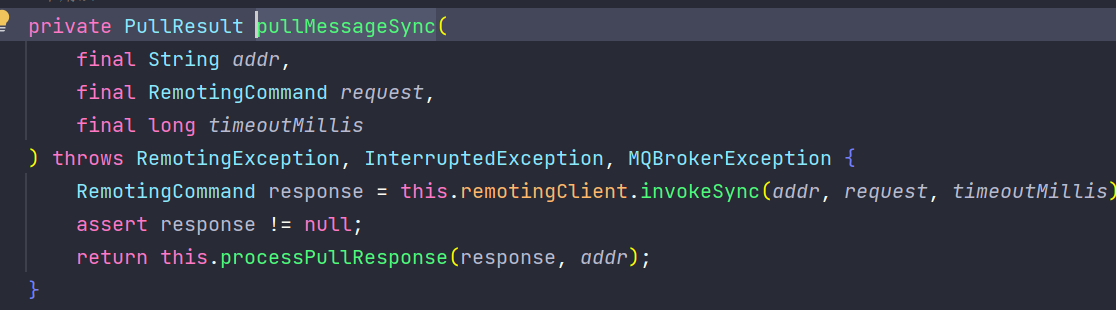 private PullResult pullMessageSync(
final String addr,
final RemotingCommand request,
final long timeoutMillis
) throws RemotingException, InterruptedException, MQBrokerException {
RemotingCommand response = this.remotingClient.invokeSync(addr, request, timeoutMillis)
assert response != null;
return this.processPullResponse(response, addr);
}